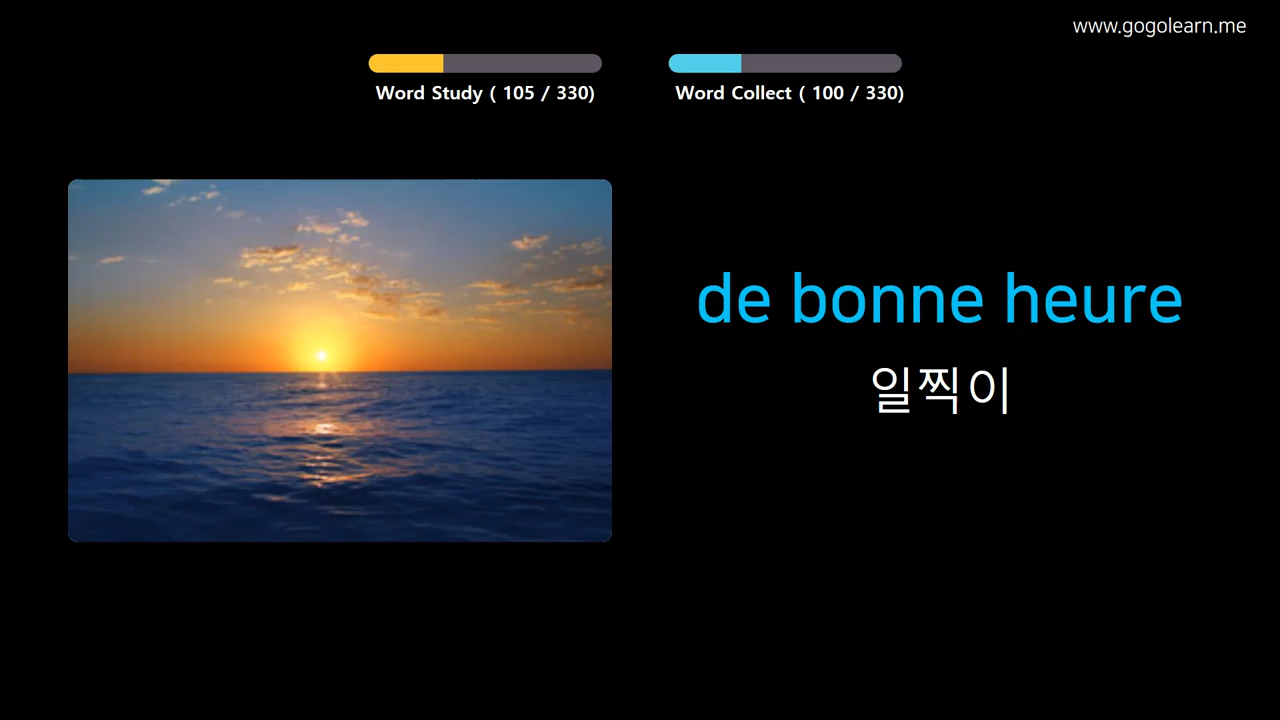 www.gogolearn.me
Word Study ( 105 / 330)
Word Collect ( 100 / 330)
de bonne heure
일찍이